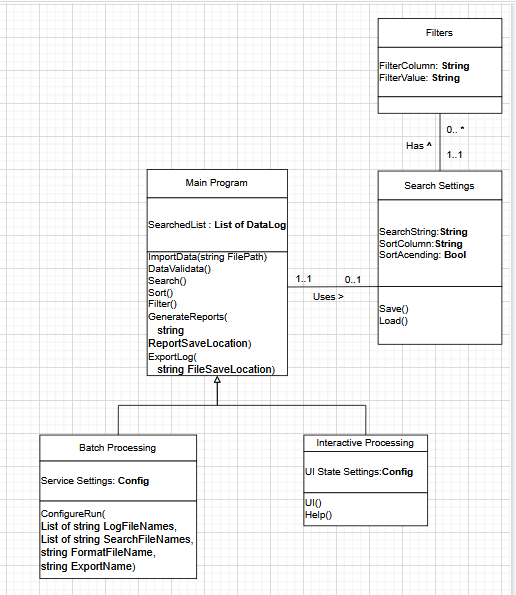 Filters
FilterColumn: String
FilterValue: String
0.. *
Has ^
1..1
Main Program
SearchedList : List of DataLog
ImportData(string FilePath)
DataValidata()
Search()
Sort()
Filter()
GenerateReports(
string
ReportSaveLocation)
ExportLog(
string FileSaveLocation)
1..1
0..1
Uses >
Search Settings
SearchString:String
SortColumn:String
SortAcending: Bool
Save()
Load()
Batch Processing
Service Settings: Config
ConfigureRun(
List of string LogFileNames,
List of string SearchFileNames,
string FormatFileName,
string ExportName)
Interactive Processing
UI State Settings:Config
UI()
Help()